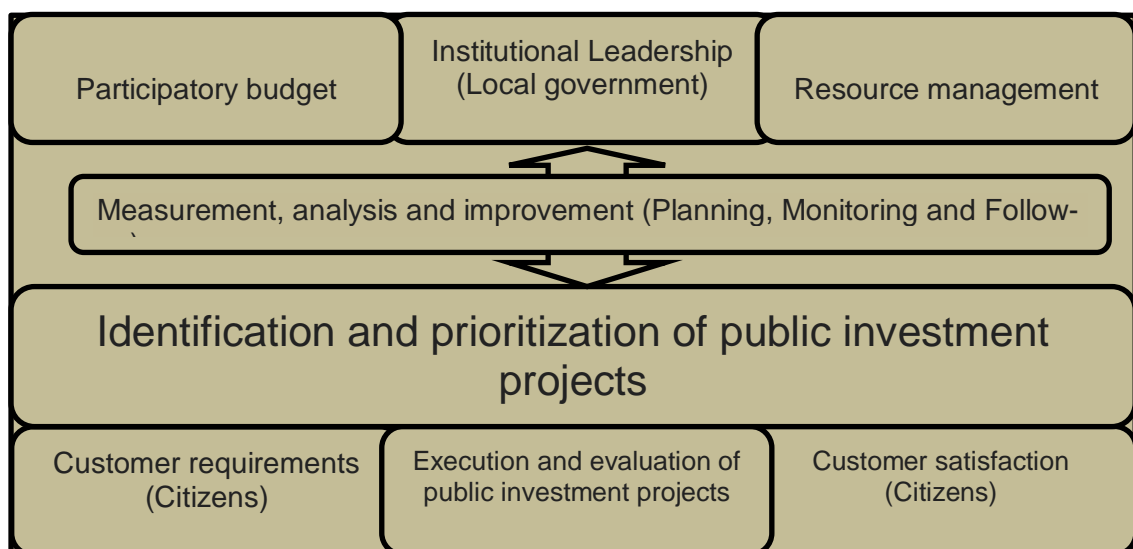 Participatory budget
Institutional Leadership
(Local government)
Resource management
Measurement, analysis and improvement (Planning, Monitoring and Follow-
Identification and prioritization of public investment
projects
Customer requirements
(Citizens)
Execution and evaluation of
public investment projects
Customer satisfaction
(Citizens)